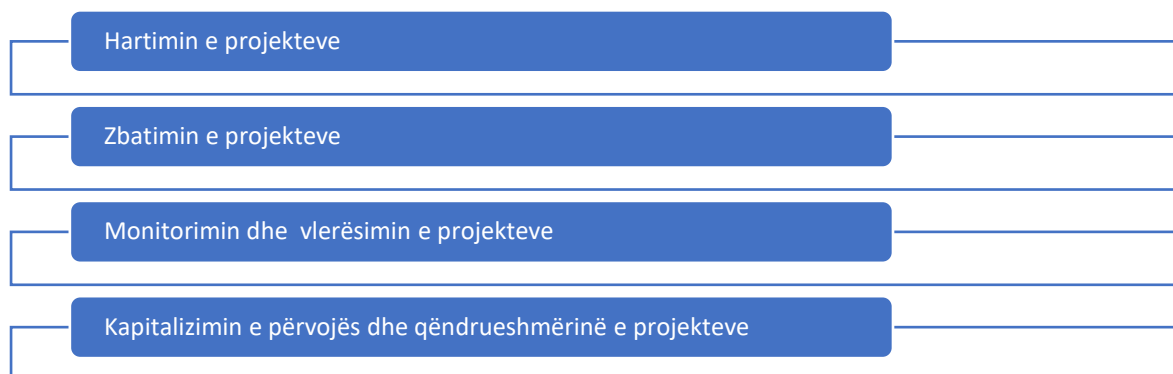 Hartimin e projekteve
Zbatimin e projekteve
Monitorimin dhe  vlerësimin e projekteve
Kapitalizimin e përvojës dhe qëndrueshmërinë e projekteve